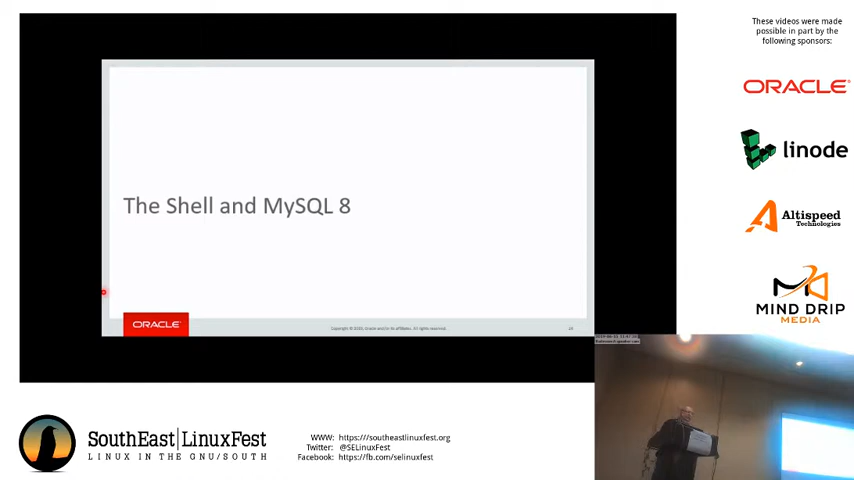 These videos were made
possible in part by the
following sponsors:
ORACLE
linode
Altispeed
Technologies
MIND DRIP
MEDIA
The Shell and MySQL 8
ORACLE
SouthEast|LinuxFest
LINUX IN THE GNU/SOUTH
WWW: https:///southeastlinuxfest.org
Twitter: @SELinuxFest
Facebook: https://fb.com/selinuxfest